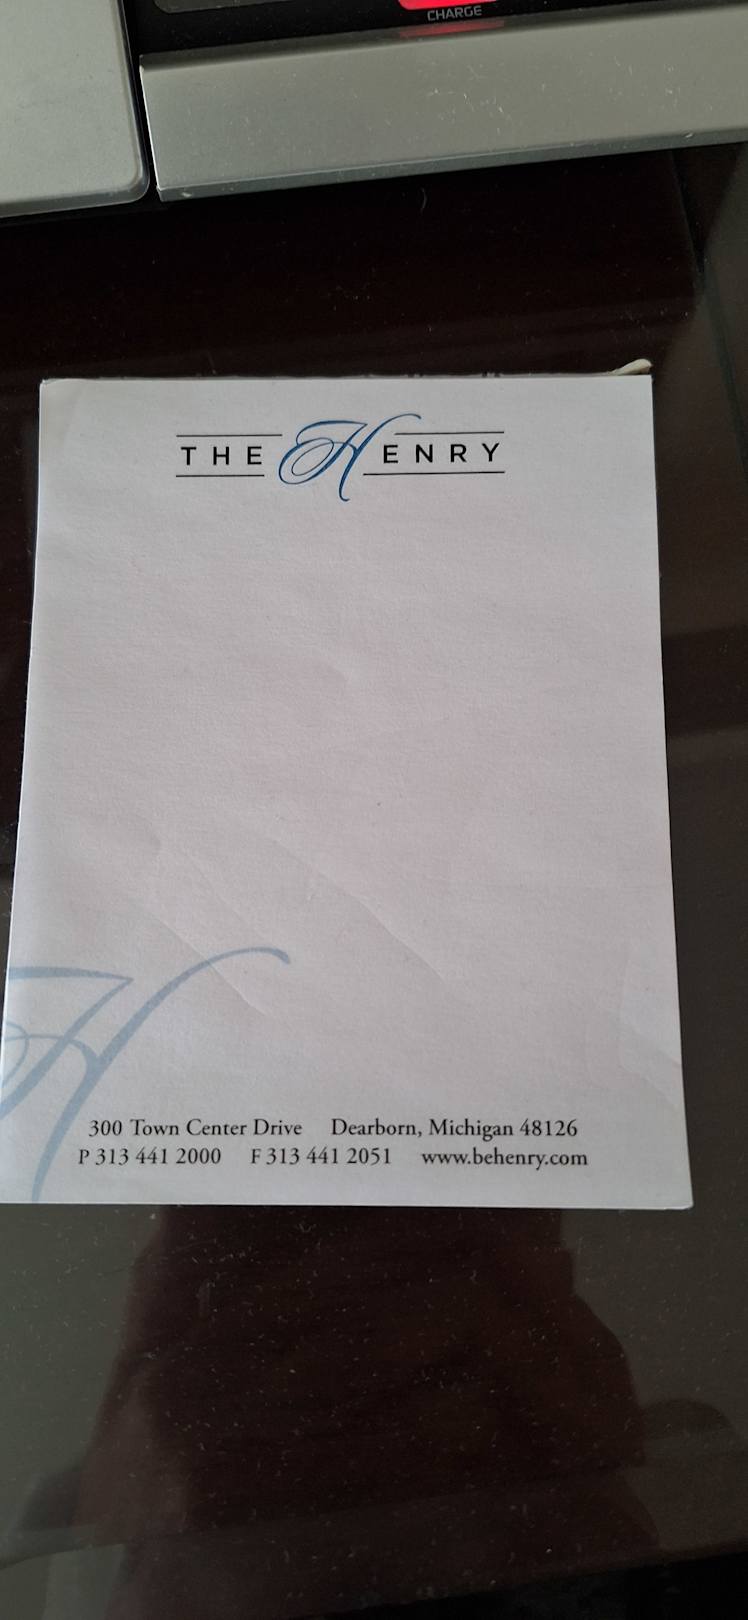 CHARGE
THE HENRY
300 Town Center Drive Dearborn, Michigan 48126
P 313 441 2000 F 313 441 2051 www.behenry.com